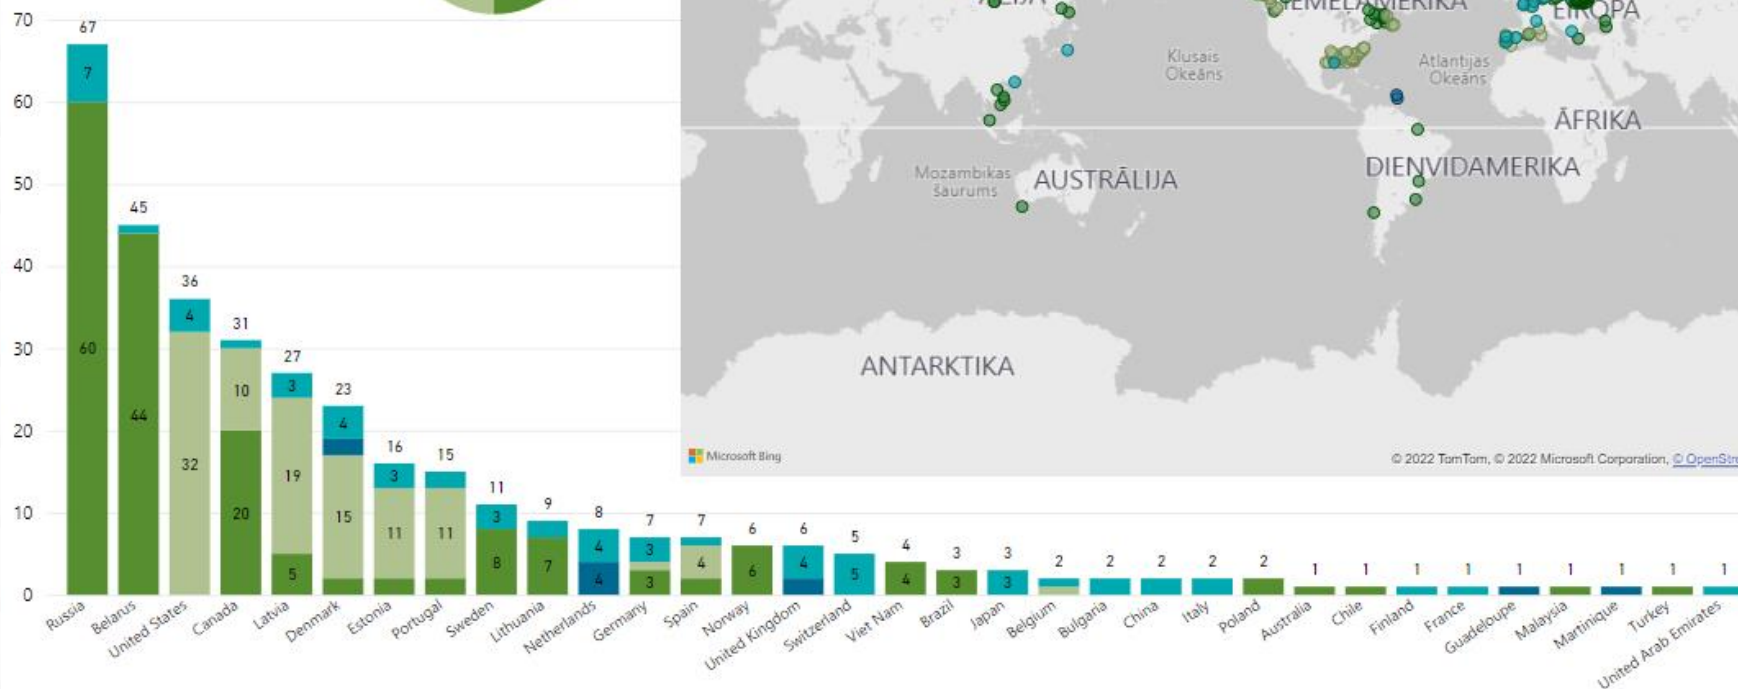 70
60
50
40
30
20
10
0
67
7
60
45
44
36
4
32
31
10
20
27
3
19
5
23
4
15
16
3
11
15
11
11
3
8
9
7
8
4
4
7
3
3
7
4
6
6
6
4
5
5
4
4
3
3
3
3
2
2
2
2
2
1
1
1
1
1
1
1
1
1
Russia
Belarus
United States
Canada
Latvia
Denmark
Estonia
Portugal
Sweden
Lithuania
Netherlands
Germany
Spain
Norway
United Kingdom
Switzerland
Viet Nam
Brazil
Japan
Belgium
Bulgaria
China
Italy
Poland
Australia
Chile
Finland
France
Guadeloupe
Malaysia
Martinique
Turkey
United Arab Emirates
EIROPA
Klusais
Okeāns
Atlantijas
Okeāns
ĀFRIKA
Mozambikas
šaurums
AUSTRĀLIJA
DIENVIDAMERIKA
ANTARKTIKA
Microsoft Bing
© 2022 TomTom, © 2022 Microsoft Corporation, © OpenStr